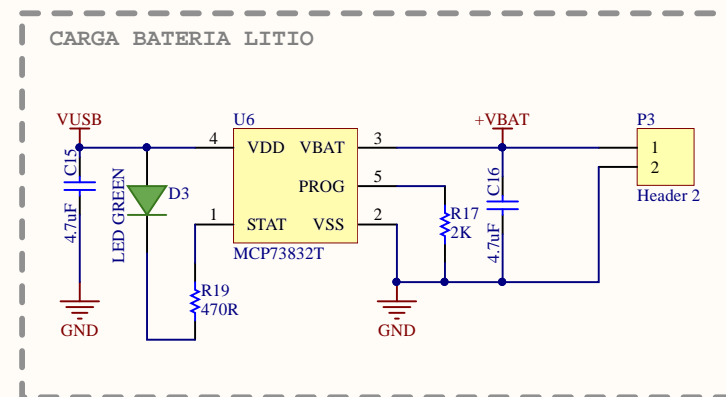 CARGA BATERIA LITIO
VUSB
U6
+VBAT
P3
4
VDD
VBAT
3
1
2
C15
4.7uF
LED GREEN
D3
PROG
5
C16
4.7uF
Header 2
1
STAT
VSS
2
R17
2K
MCP73832T
R19
470R
GND
GND